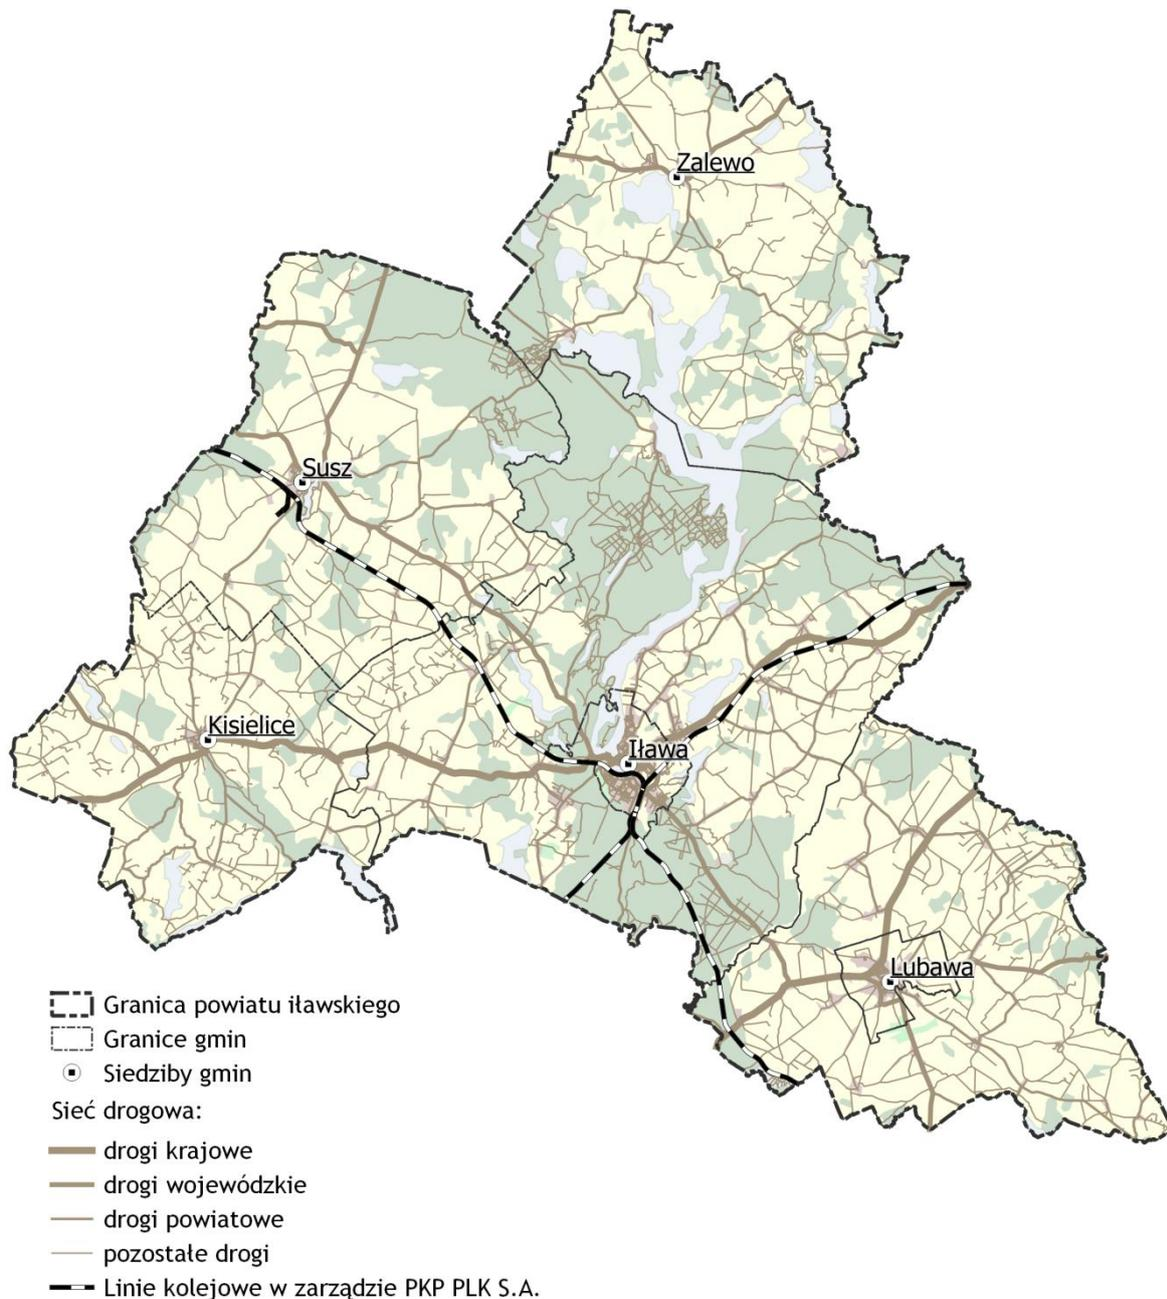 Zalewo
Susz
Kisielice
Iława
Lubawa
Granica powiatu iławskiego
Granice gmin
Siedziby gmin
Sieć drogowa:
drogi krajowe
drogi wojewódzkie
drogi powiatowe
pozostałe drogi
Linie kolejowe w zarządzie PKP PLK S.A.